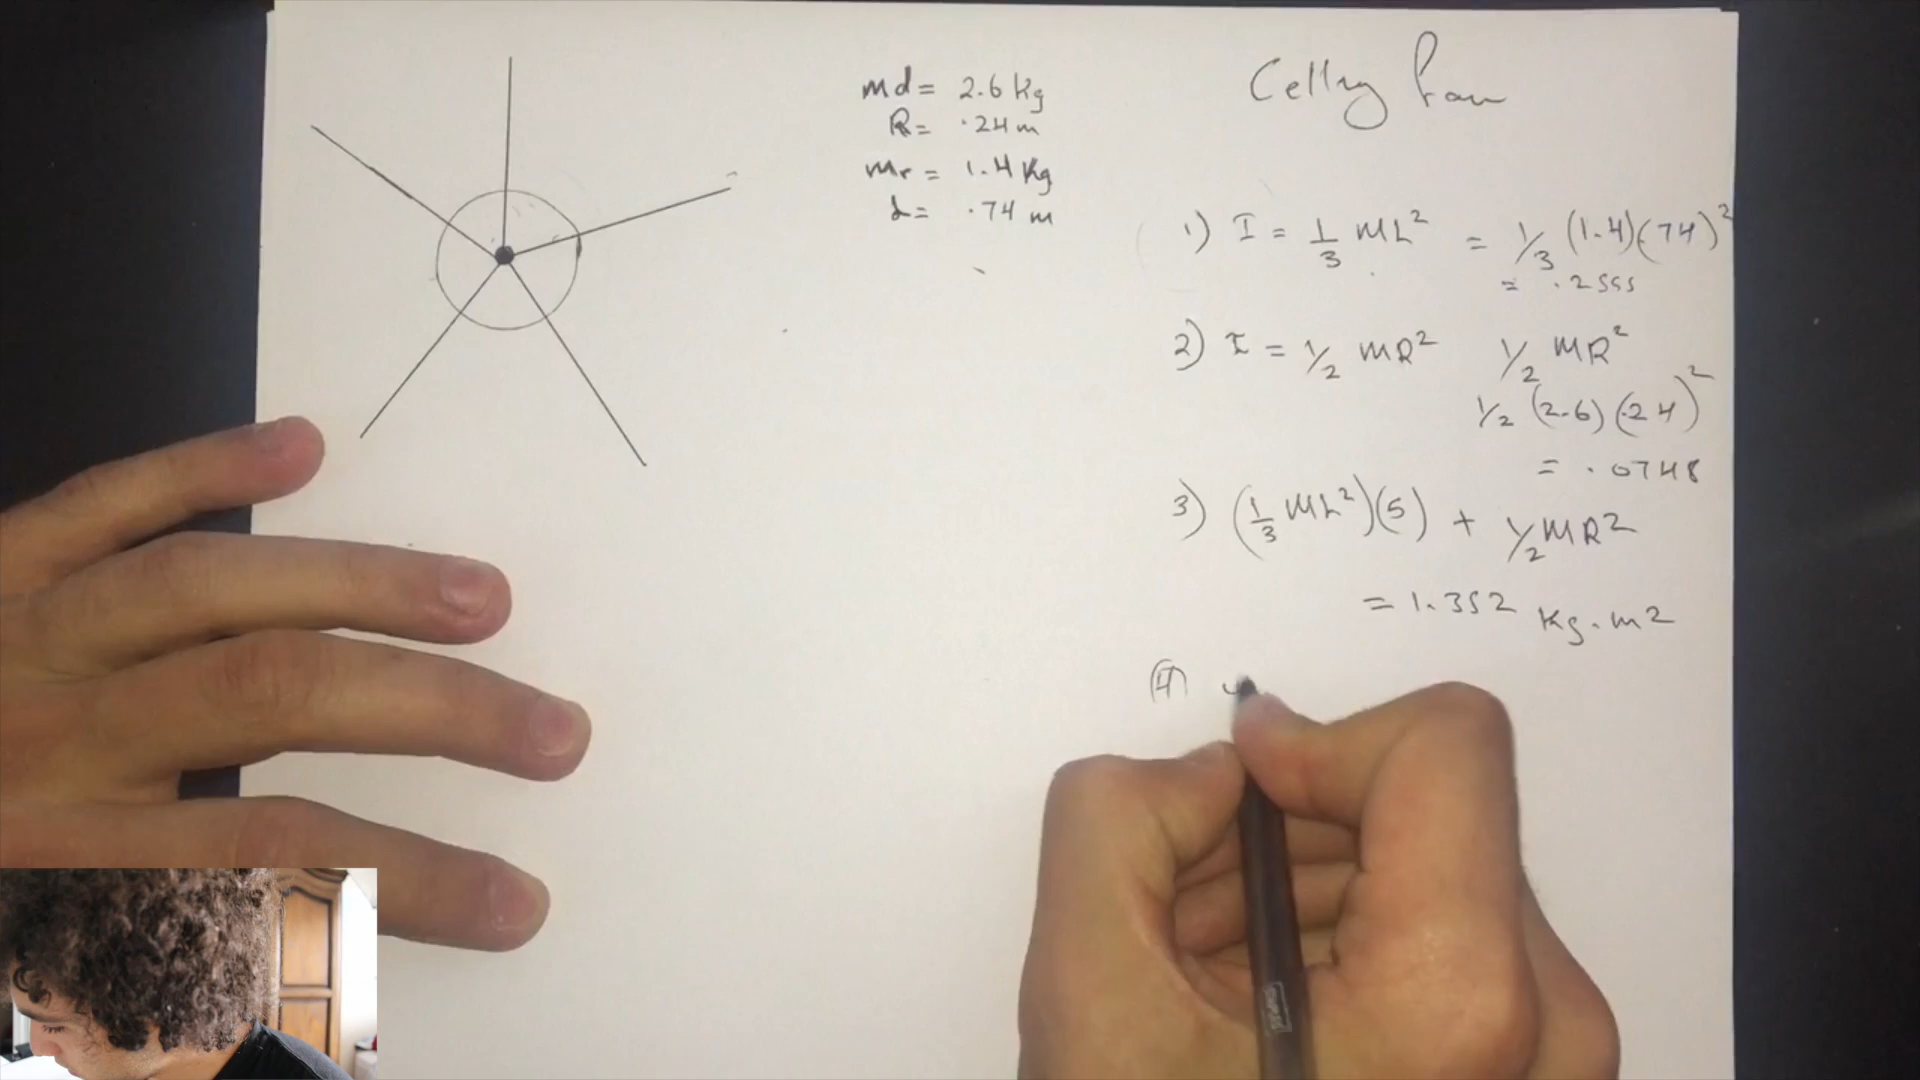 md = 2.6 kg
R = .24 m
mr = 1.4 kg
L = .74 m
Celling fan
1) I = 1/3 ML² = 1/3 (1.4)(.74)²
= .2555
2) I = 1/2 MR² 1/2 MR²
1/2 (2.6)(.24)²
= .0748
3) (1/3 ML²)(5) + 1/2 MR²
= 1.352 kg.m2
(4)